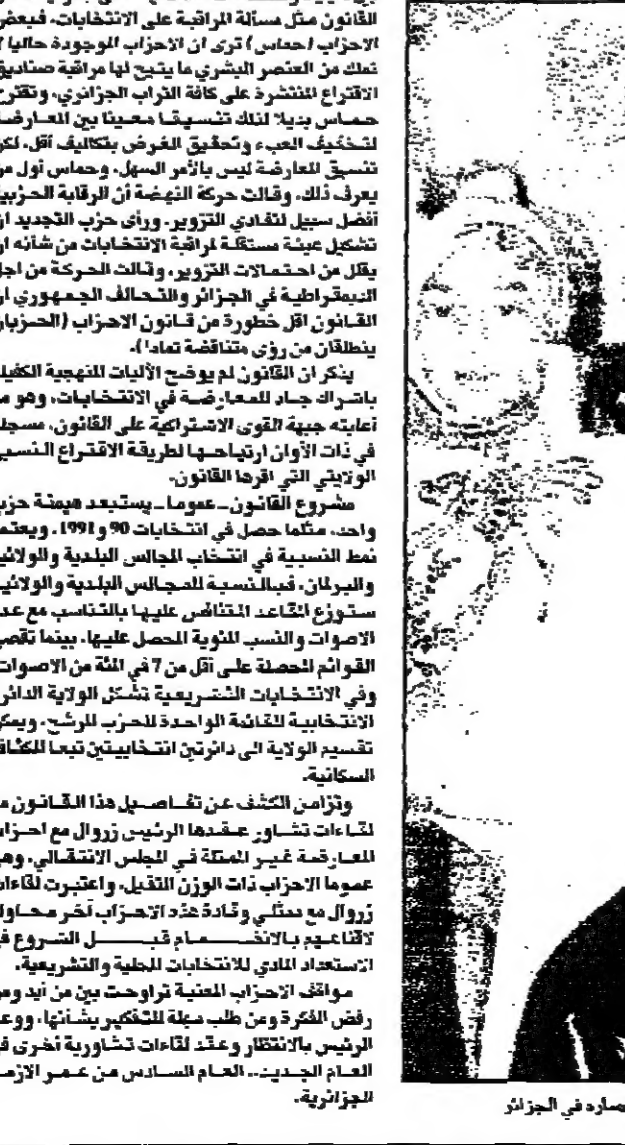 القانون مثل مسألة المراقبة على الانتخابات، فبعض
الاحزاب (حماس) ترى ان الاحزاب الموجودة حاليا
تملك من العنصر البشري ما يتيح لها مراقبة صناديق
الاقتراع المنتشرة على كافة التراب الجزائري، وتقترح
حماس بديلا لذلك تنسيقا معينا بين المعارضة
لتخفيف العبء وتحقيق الغرض بتكاليف أقل، لكن
تنسيق المعارضة ليس بالأمر السهل، وحماس أول من
يعرف ذلك، وقالت حركة النهضة أن الرقابة الحزبية
أفضل سبيل لتفادي التزوير. ورأى حزب التجديد ان
تشكيل هيئة مستقلة لمراقبة الانتخابات من شأنه ان
يقلل من احتمالات التزوير، وقالت الحركة من اجل
الديمقراطية في الجزائر والتحالف الجمهوري ان
القانون اقل خطورة من قانون الاحزاب (الحزبان
ينطلقان من رؤى متناقضة تماما).
يذكر ان القانون لم يوضح الآليات المنهجية الكفيلة
باشراك جاد للمعارضة في الانتخابات، وهو ما
أعابته جبهة القوى الاشتراكية على القانون، مسجلة
في ذات الأوان ارتياحها لطريقة الاقتراع النسبي
الولايتي التي اقرها القانون.
مشروع القانون ـ عموما ـ يستبعد هيمنة حزب
واحد، مثلما حصل في انتخابات 90 و1991. ويعتمد
نمط النسبية في انتخاب المجالس البلدية والولائية
والبرلمان، فبالنسبة للمجالس البلدية والولائية
ستوزع المقاعد المتنافس عليها بالتناسب مع عدد
الاصوات والنسب المئوية المحصل عليها، بينما تقصى
القوائم المحصلة على أقل من 7 في المئة من الاصوات
وفي الانتخابات التشريعية تشكل الولاية الدائرة
الانتخابية للقائمة الواحدة للحزب المرشح، ويمكن
تقسيم الولاية الى دائرتين انتخابيتين تبعا للكثافة
السكانية.
وتزامن الكشف عن تفاصيل هذا القانون مع
لقاءات تشاور عقدها الرئيس زروال مع احزاب
المعارضة غير الممثلة في المجلس الانتقالي، وهي
عموما الاحزاب ذات الوزن الثقيل، واعتبرت لقاءات
زروال مع ممثلي وقادة هذه الاحزاب آخر محاولة
لاقناعهم بالانضمام قبل الشروع في
الاستعداد المادي للانتخابات المحلية والتشريعية.
مواقف الاحزاب المعنية تراوحت بين من أيد ومن
رفض الفكرة ومن طلب مهلة للتفكير بشأنها، ووعد
الرئيس بالانتظار وعقد لقاءات تشاورية أخرى في
العام الجديد.. العام السادس من عمر الازمة
الجزائرية.
في الجزائر